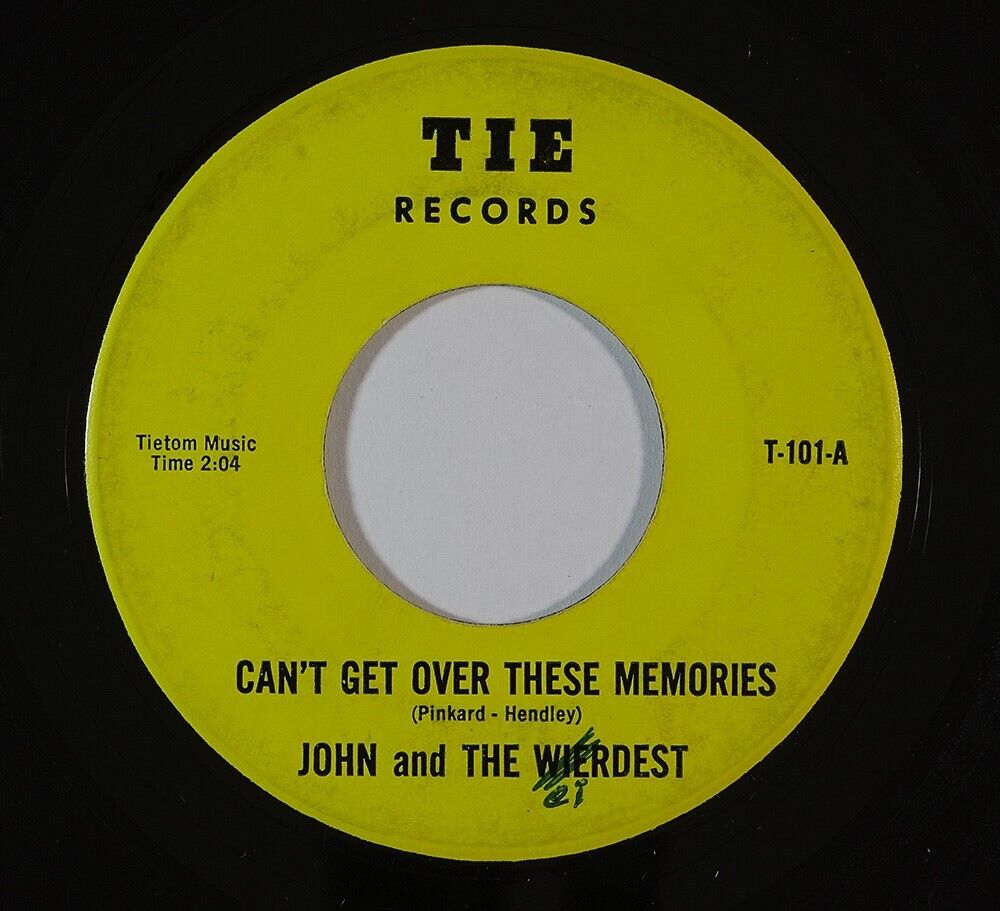 TIE
RECORDS
Tietom Music
Time 2:04
T-101-A
CAN'T GET OVER THESE MEMORIES
(Pinkard - Hendley)
JOHN and THE WIERDEST
ei